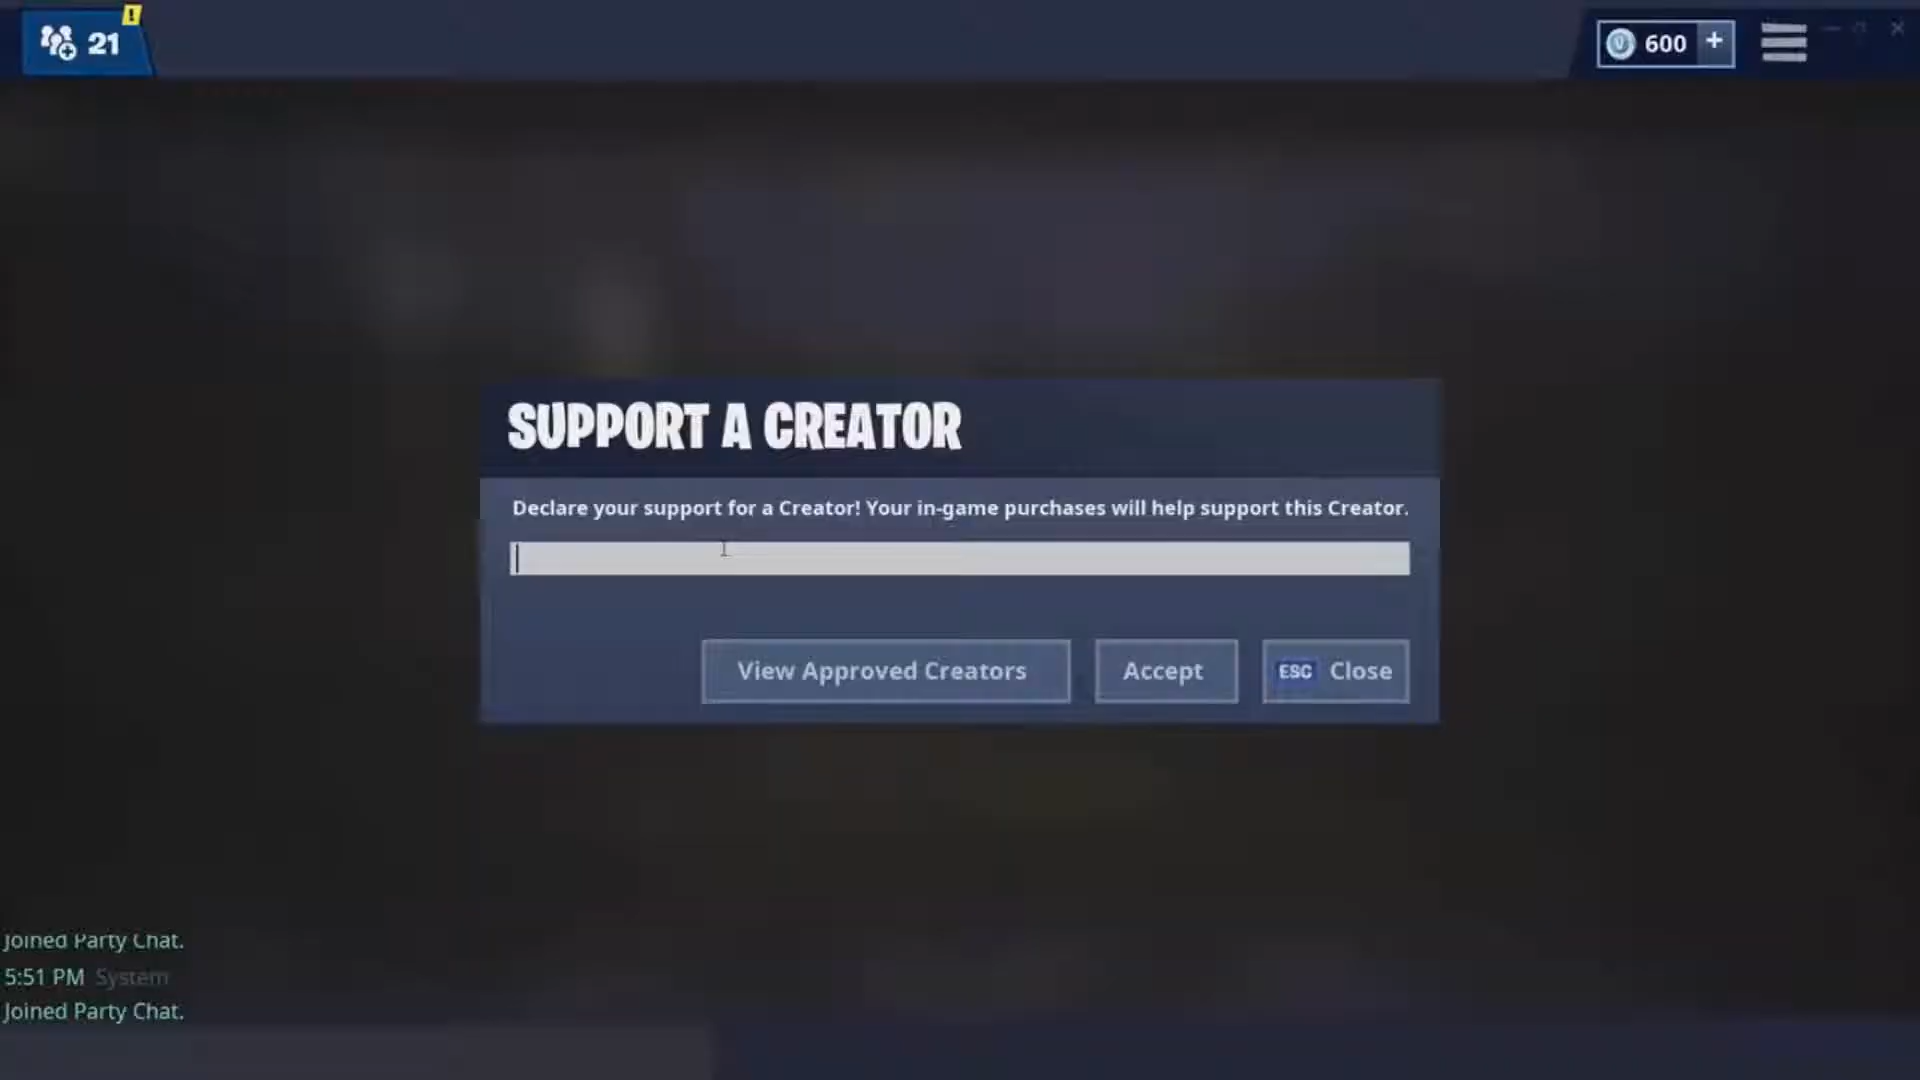 21
!
600 +
SUPPORT A CREATOR
Declare your support for a Creator! Your in-game purchases will help support this Creator.
View Approved Creators
Accept
ESC Close
Joined Party Chat.
5:51 PM System
Joined Party Chat.